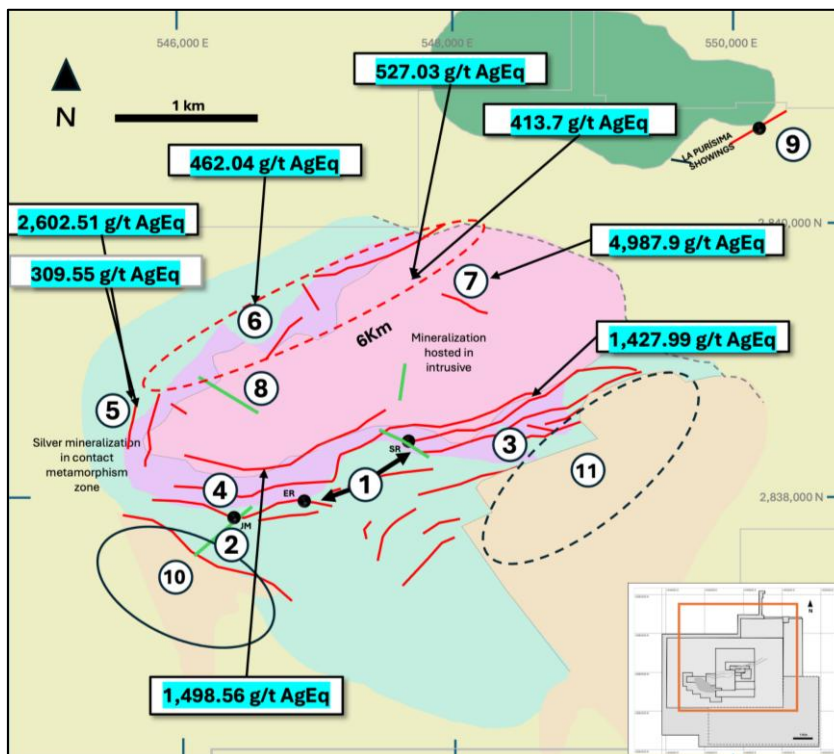 546,000 E
548,000 E
550,000 E
527.03 g/t AgEq
N
1 km
413.7 g/t AgEq
9
LA PURÍSIMA
SHOWINGS
462.04 g/t AgEq
2,602.51 g/t AgEq
2,840,000 N
309.55 g/t AgEq
4,987.9 g/t AgEq
7
6
6Km
Mineralization
hosted in
intrusive
1,427.99 g/t AgEq
8
5
Silver mineralization
in contact
metamorphism
zone
SR
3
11
4
ER
1
2,838,000 N
JM
2
10
1,498.56 g/t AgEq
N